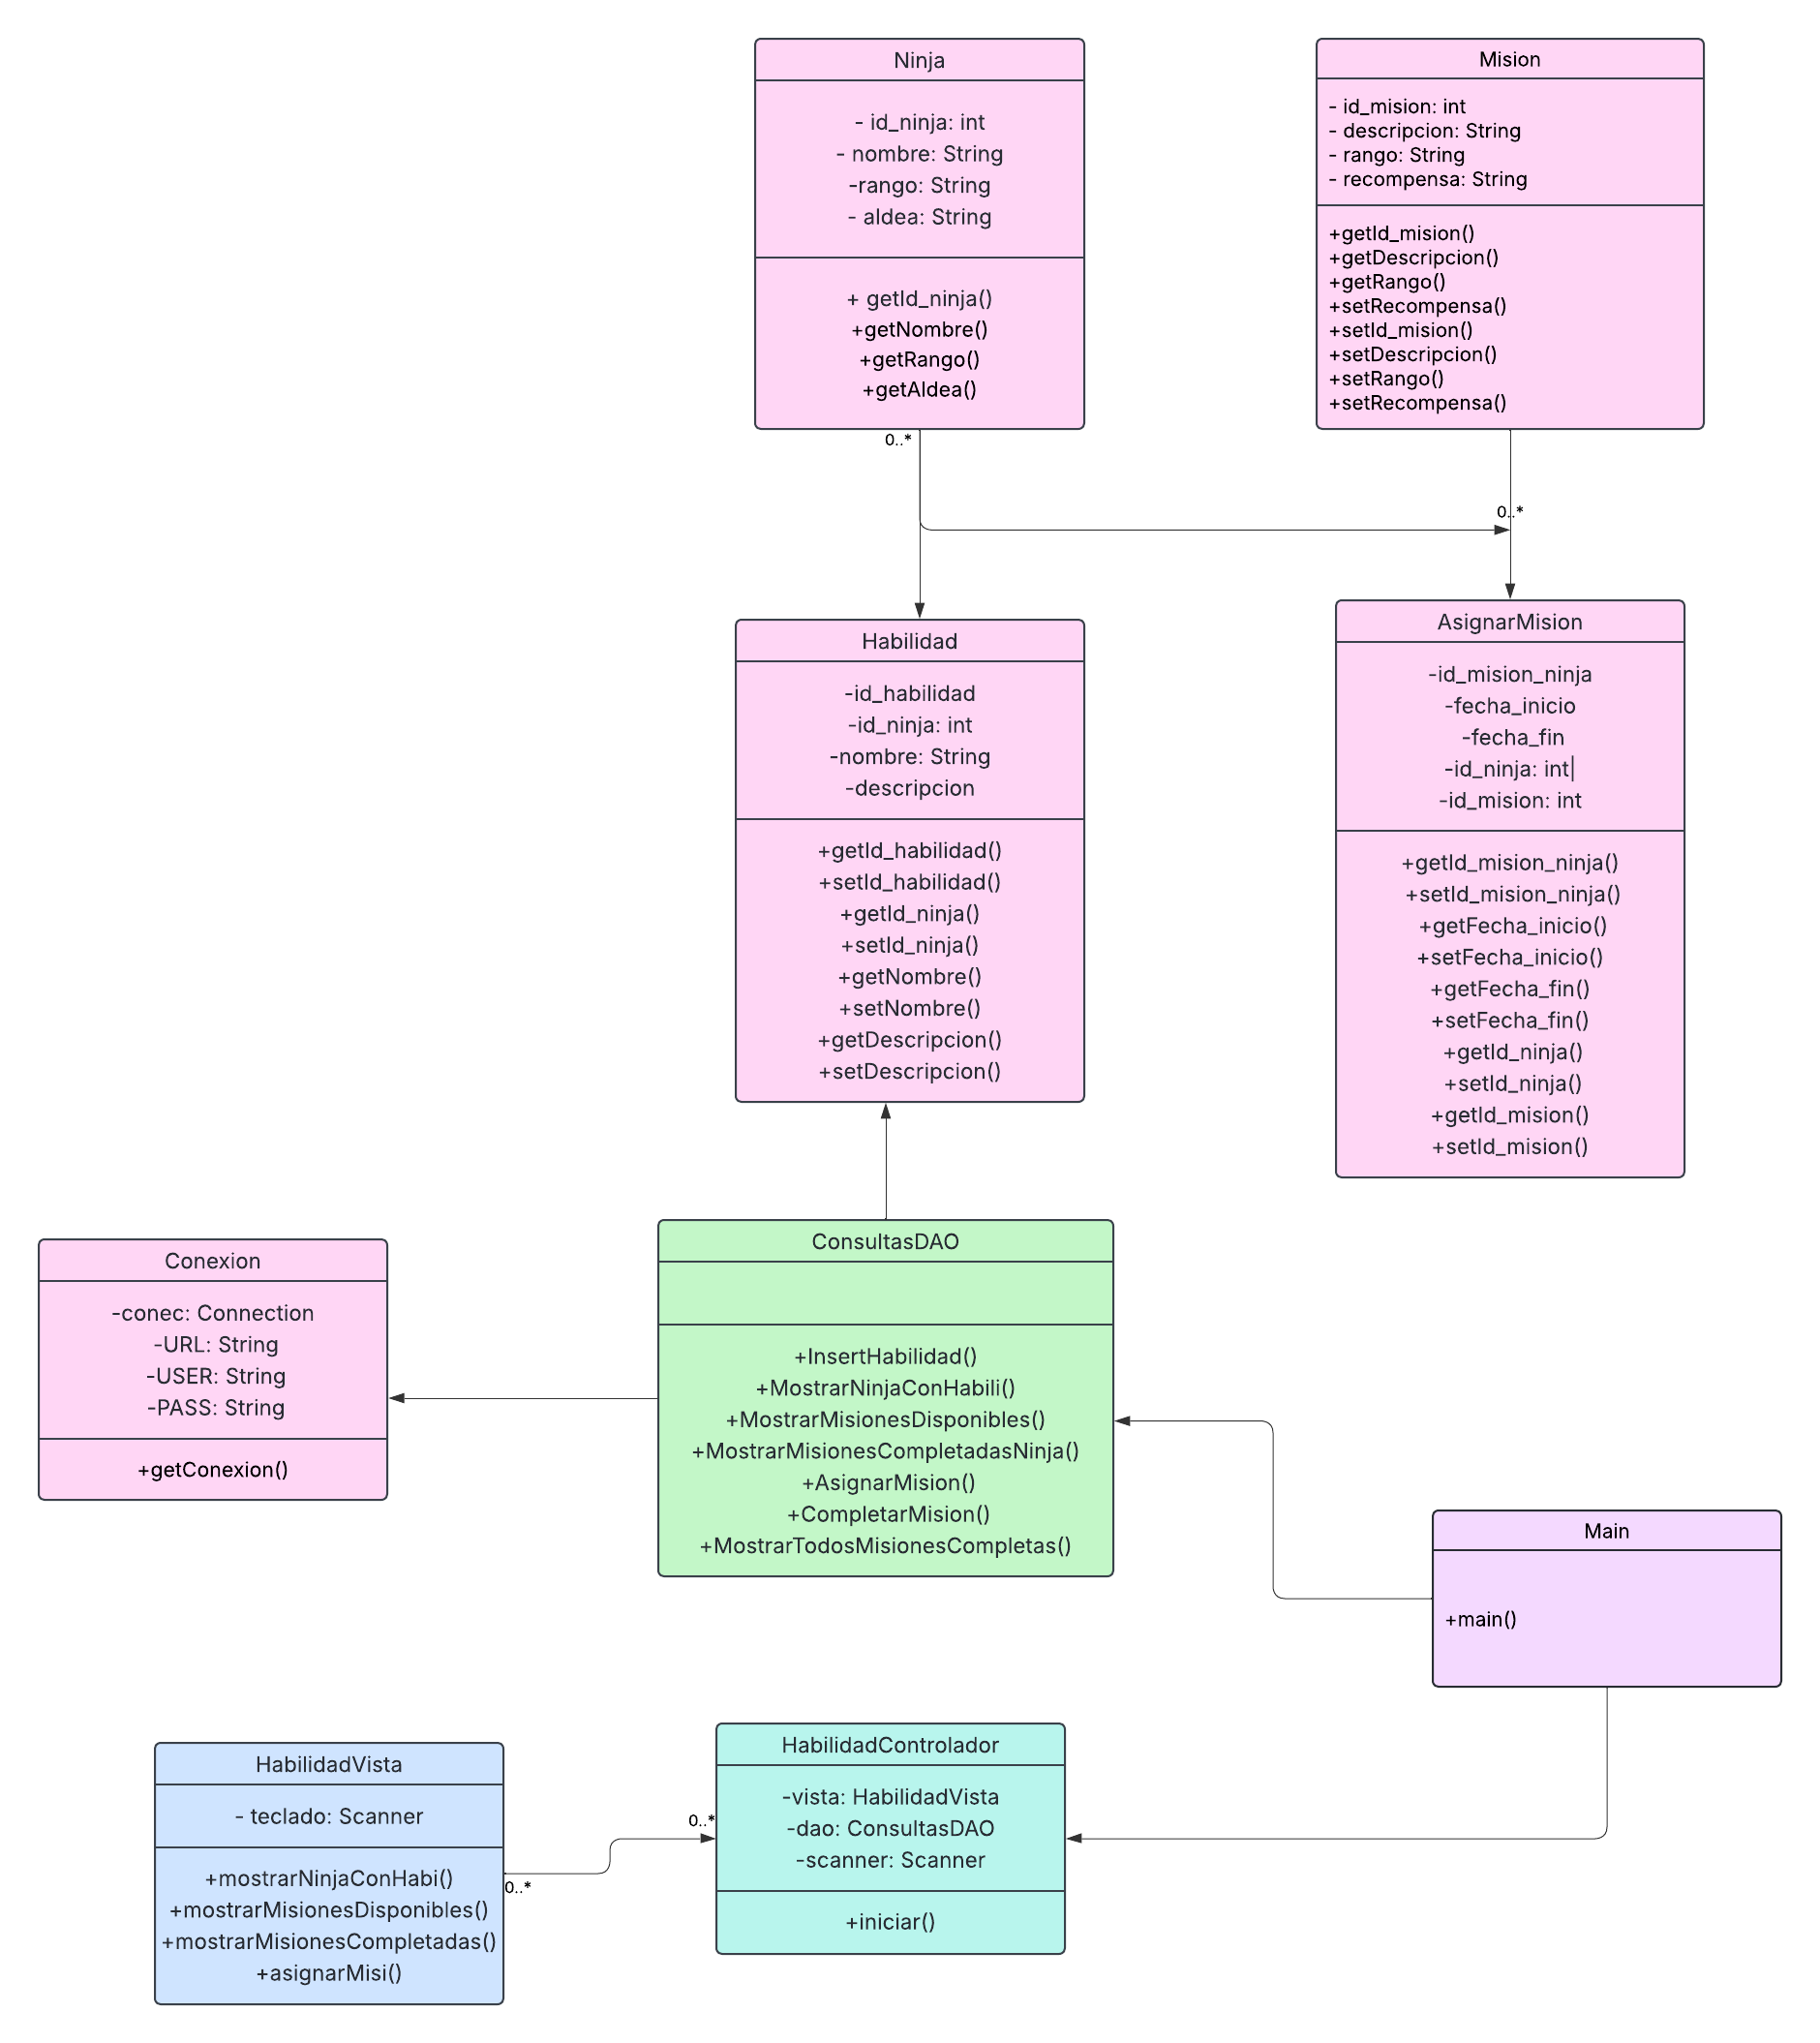 Ninja
- id_ninja: int
- nombre: String
-rango: String
- aldea: String
+ getId_ninja()
+getNombre()
+getRango()
+getAldea()
0..*
Mision
- id_mision: int
- descripcion: String
- rango: String
- recompensa: String
+getId_mision()
+getDescripcion()
+getRango()
+setRecompensa()
+setId_mision()
+setDescripcion()
+setRango()
+setRecompensa()
0..*
Habilidad
-id_habilidad
-id_ninja: int
-nombre: String
-descripcion
+getId_habilidad()
+setId_habilidad()
+getId_ninja()
+setId_ninja()
+getNombre()
+setNombre()
+getDescripcion()
+setDescripcion()
AsignarMision
-id_mision_ninja
-fecha_inicio
-fecha_fin
-id_ninja: int|
-id_mision: int
+getId_mision_ninja()
+setId_mision_ninja()
+getFecha_inicio()
+setFecha_inicio()
+getFecha_fin()
+setFecha_fin()
+getId_ninja()
+setId_ninja()
+getId_mision()
+setId_mision()
Conexion
-conec: Connection
-URL: String
-USER: String
-PASS: String
+getConexion()
ConsultasDAO
+InsertHabilidad()
+MostrarNinjaConHabili()
+MostrarMisionesDisponibles()
+MostrarMisionesCompletadasNinja()
+AsignarMision()
+CompletarMision()
+MostrarTodosMisionesCompletas()
Main
+main()
HabilidadVista
- teclado: Scanner
+mostrarNinjaConHabi()
+mostrarMisionesDisponibles()
+mostrarMisionesCompletadas()
+asignarMisi()
0..*
0..*
HabilidadControlador
-vista: HabilidadVista
-dao: ConsultasDAO
-scanner: Scanner
+iniciar()